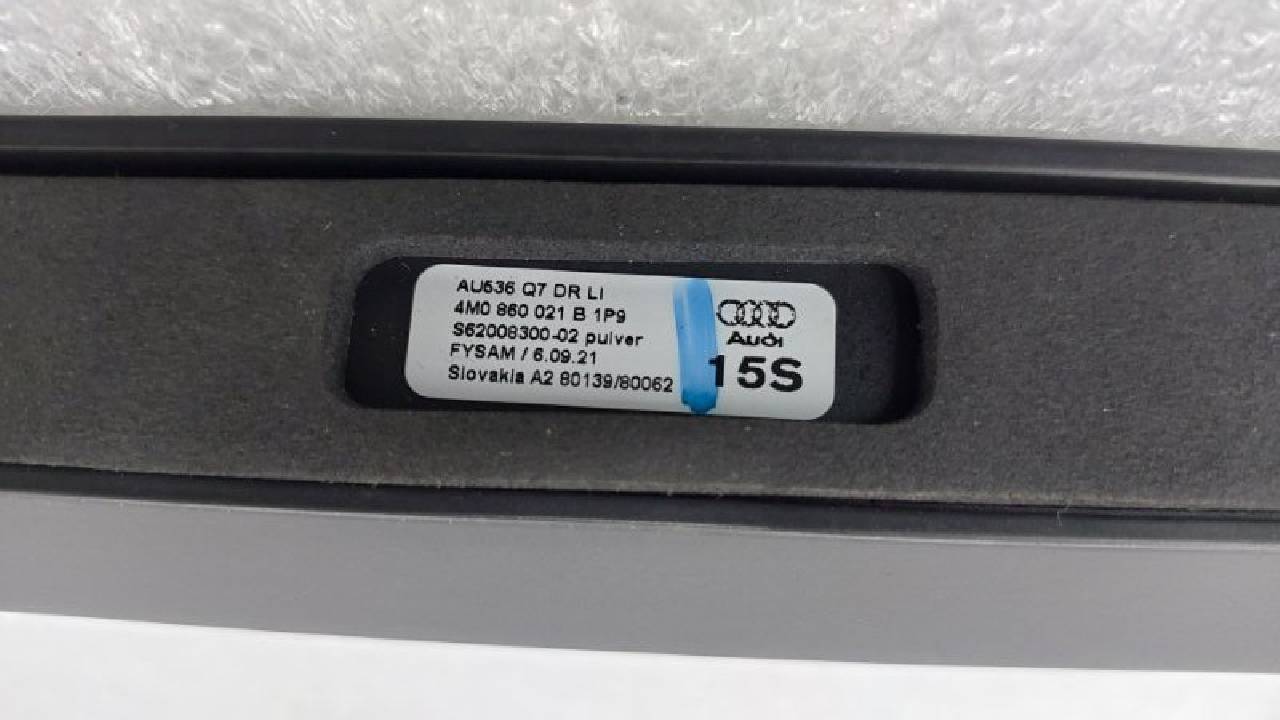 AU536 Q7 DR LI
4M0 860 021 B 1P9
S62008300-02 pulver
FYSAM / 6.09.21
Slovakia A2 80139/80062
Audi
15S